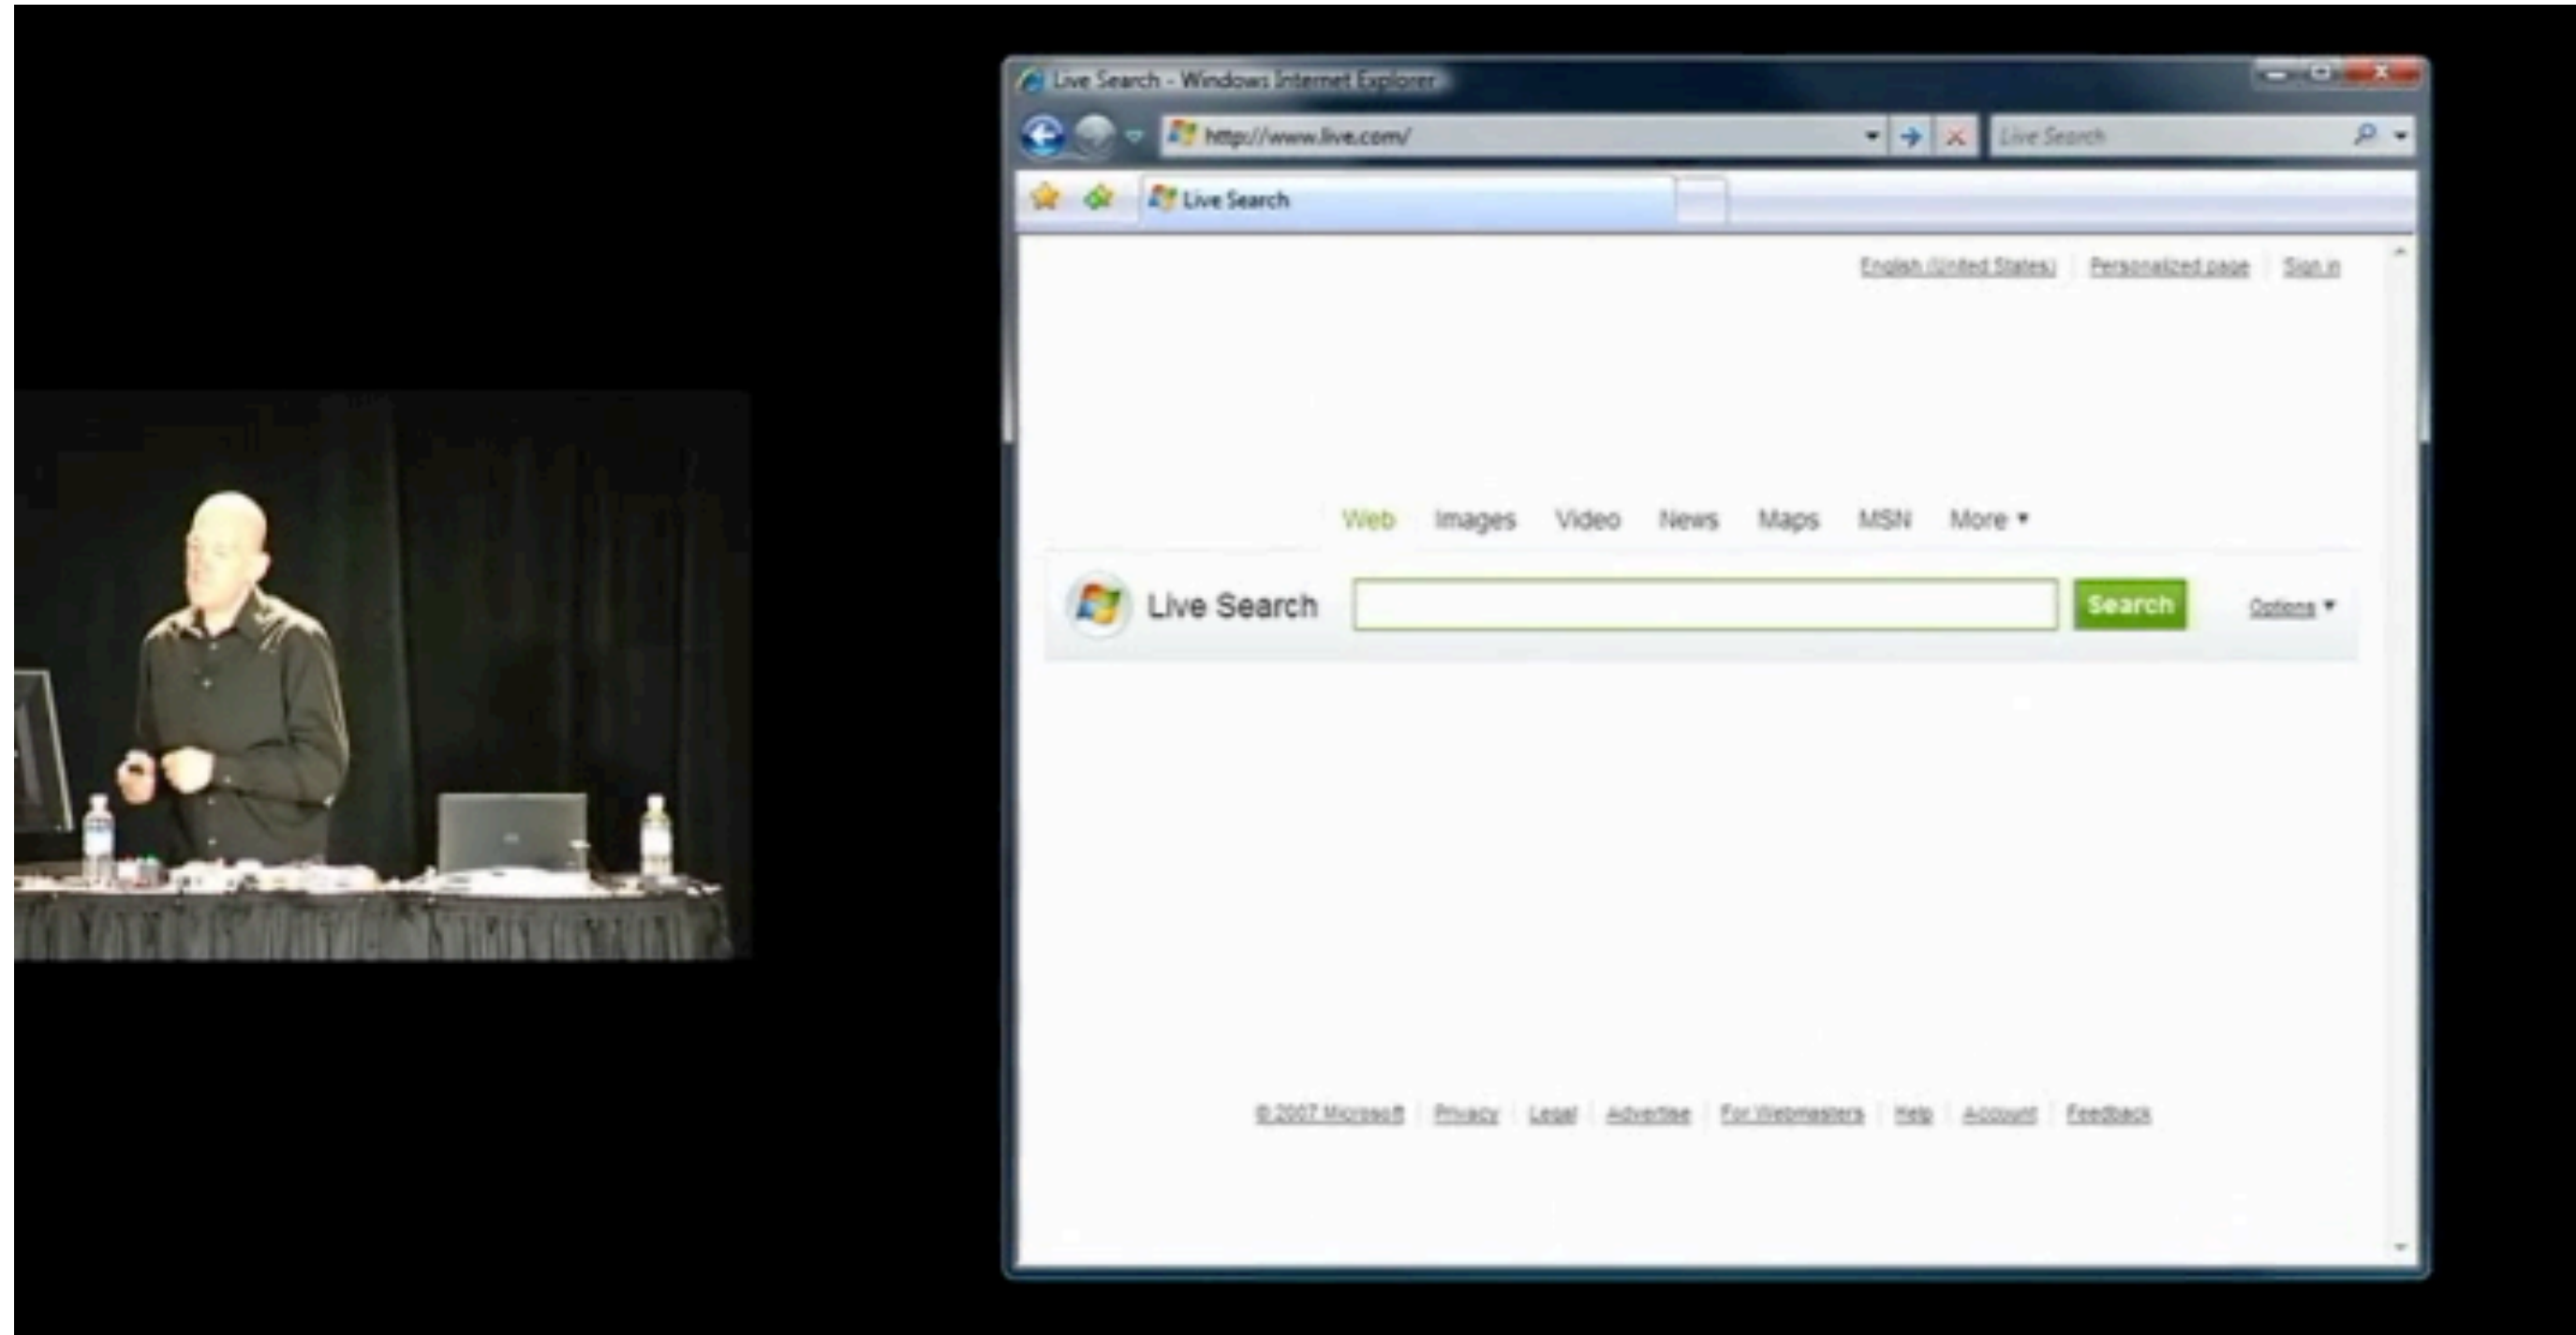 Live Search - Windows Internet Explorer
http://www.live.com/
Live Search
Live Search
English (United States) Personalized page Sign in
Web Images Video News Maps MSN More
Live Search Search Options
© 2007 Microsoft Privacy Legal Advertise For Webmasters Help Account Feedback